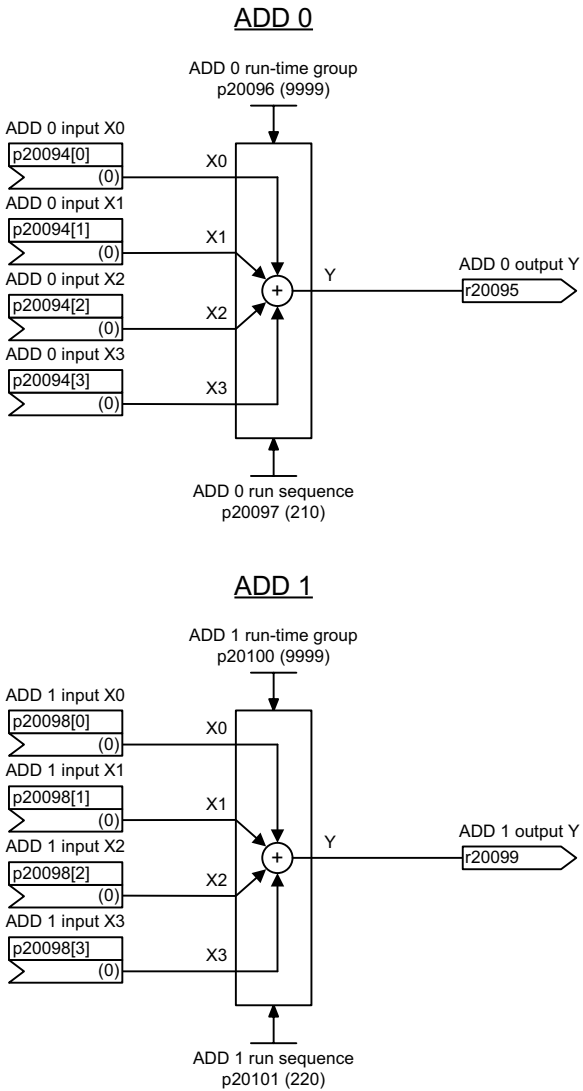 ADD 0
ADD 0 run-time group
p20096 (9999)
ADD 0 input X0
p20094[0]
(0)
X0
ADD 0 input X1
p20094[1]
(0)
X1
ADD 0 input X2
p20094[2]
(0)
X2
ADD 0 input X3
p20094[3]
(0)
X3
+
Y
ADD 0 output Y
r20095
ADD 0 run sequence
p20097 (210)
ADD 1
ADD 1 run-time group
p20100 (9999)
ADD 1 input X0
p20098[0]
(0)
X0
ADD 1 input X1
p20098[1]
(0)
X1
ADD 1 input X2
p20098[2]
(0)
X2
ADD 1 input X3
p20098[3]
(0)
X3
+
Y
ADD 1 output Y
r20099
ADD 1 run sequence
p20101 (220)